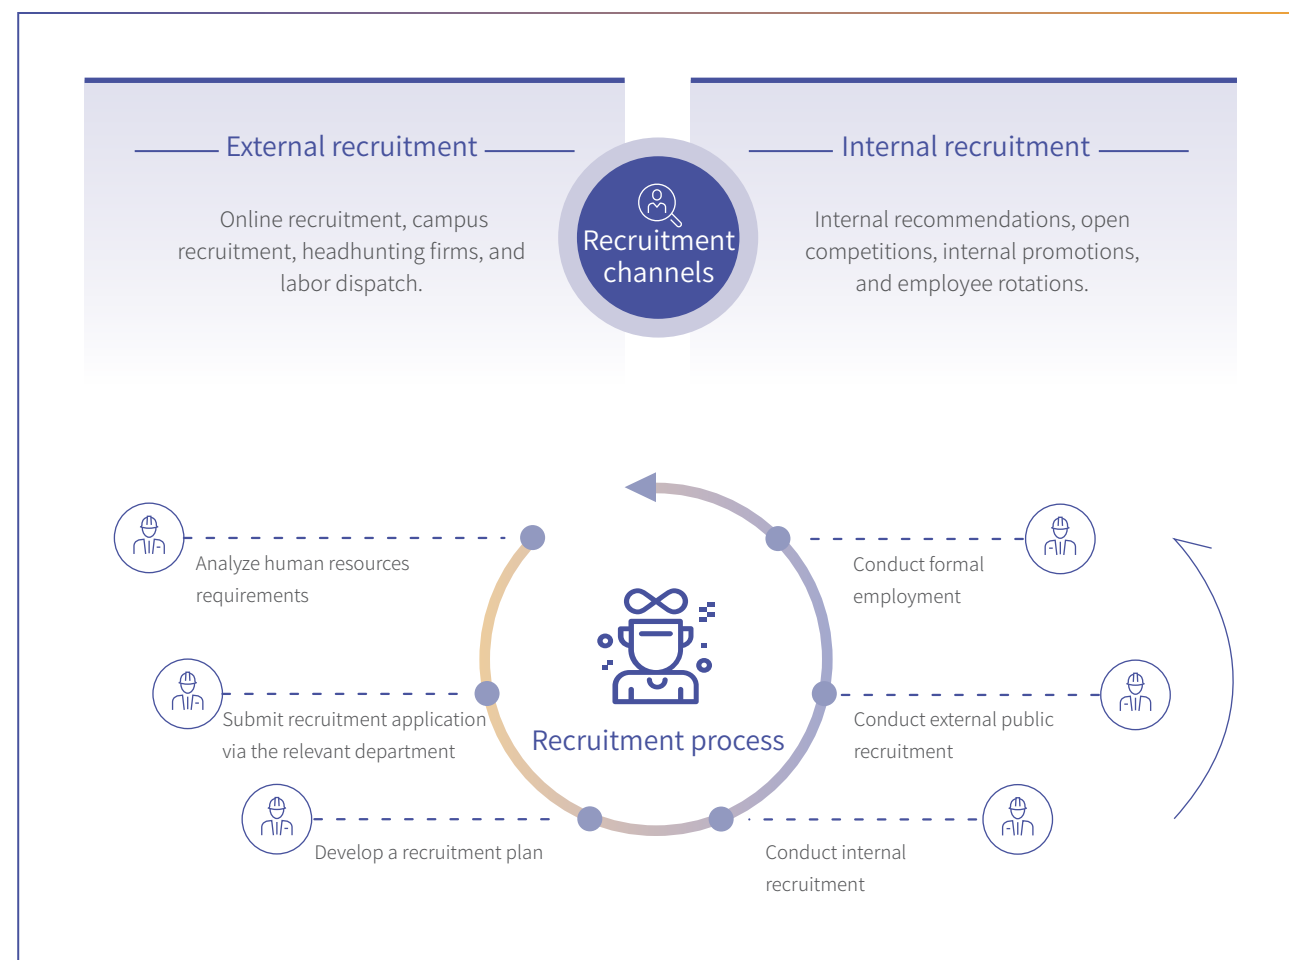 External recruitment
Online recruitment, campus
recruitment, headhunting firms, and
labor dispatch.
Recruitment
channels
Internal recruitment
Internal recommendations, open
competitions, internal promotions,
and employee rotations.
Analyze human resources
requirements
Submit recruitment application
via the relevant department
Develop a recruitment plan
Recruitment process
Conduct formal
employment
Conduct external public
recruitment
Conduct internal
recruitment